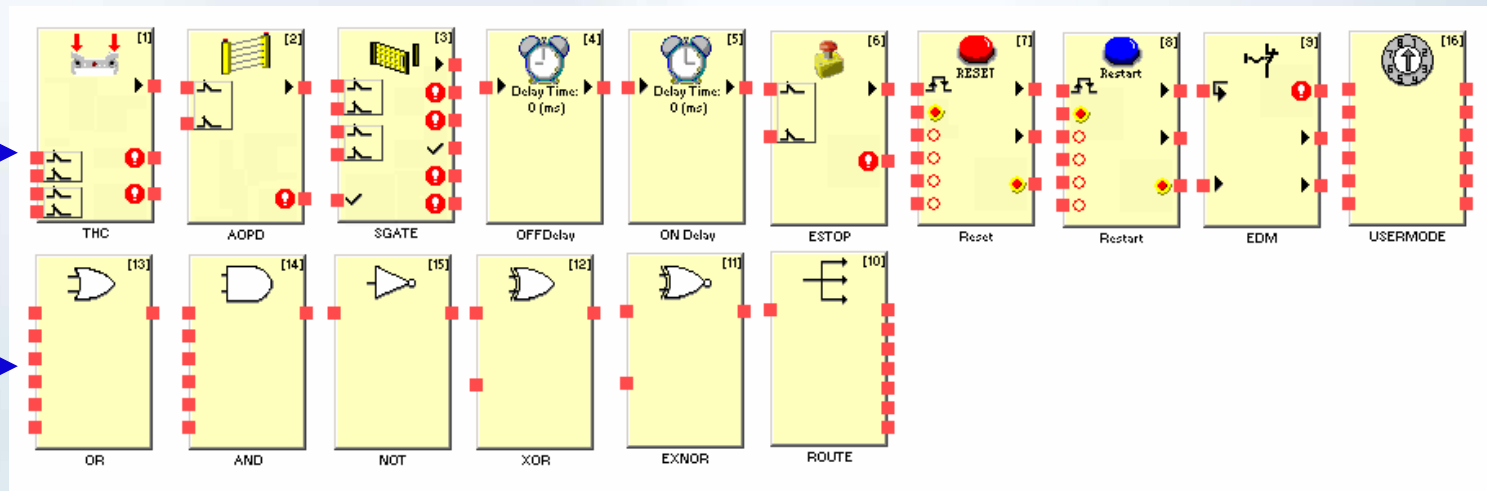 [1] [2] [3] [4] [5] [6] [7] [8] [9] [16]
RESET
Restart
Delay Time:
0 (ms)
Delay Time:
0 (ms)
THC AOPD SGATE OFFDelay ON Delay ESTOP Reset Restart EDM USERMODE
[13] [14] [15] [12] [11] [10]
OR AND NOT XOR EXNOR ROUTE